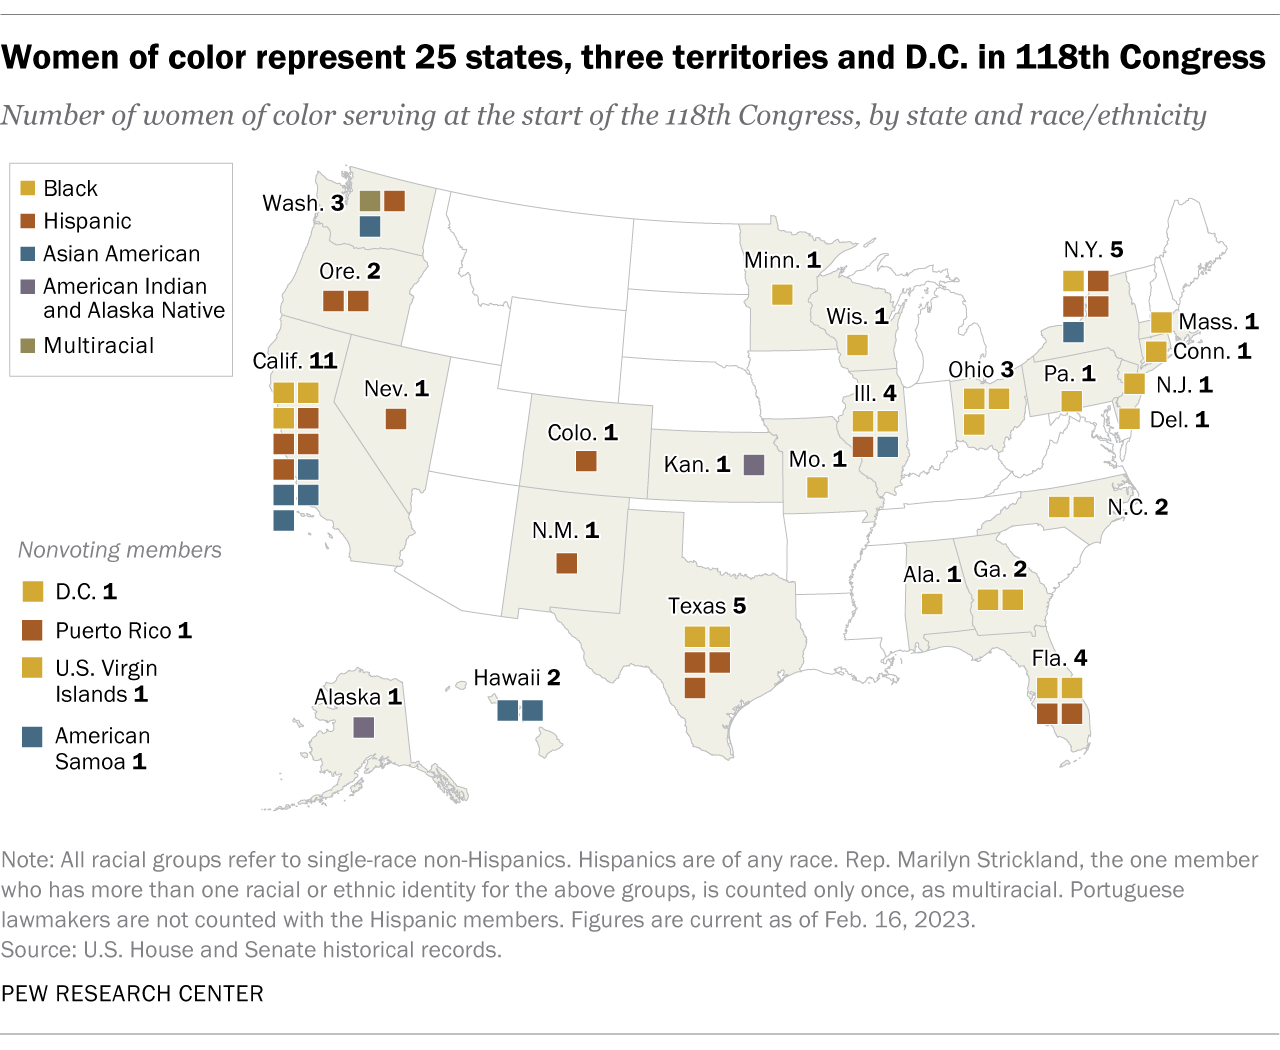 Women of color represent 25 states, three territories and D.C. in 118th Congress
Number of women of color serving at the start of the 118th Congress, by state and race/ethnicity
Black
Hispanic
Asian American
American Indian
and Alaska Native
Multiracial
Wash. 3
Ore. 2
Calif. 11
Nev. 1
Colo. 1
N.M. 1
Kan. 1
Texas 5
Minn. 1
Wis. 1
Ill. 4
Mo. 1
Ohio 3
Pa. 1
N.Y. 5
Mass. 1
Conn. 1
N.J. 1
Del. 1
N.C. 2
Ala. 1
Ga. 2
Fla. 4
Alaska 1
Hawaii 2
Nonvoting members
D.C. 1
Puerto Rico 1
U.S. Virgin
Islands 1
American
Samoa 1
Note: All racial groups refer to single-race non-Hispanics. Hispanics are of any race. Rep. Marilyn Strickland, the one member
who has more than one racial or ethnic identity for the above groups, is counted only once, as multiracial. Portuguese
lawmakers are not counted with the Hispanic members. Figures are current as of Feb. 16, 2023.
Source: U.S. House and Senate historical records.
PEW RESEARCH CENTER